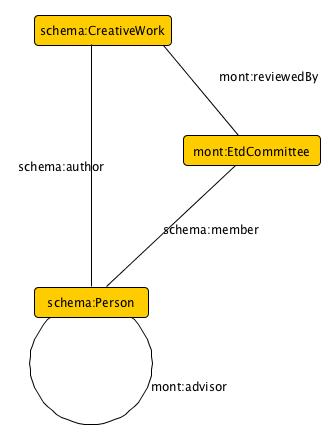 schema:CreativeWork
mont:reviewedBy
mont:EtdCommittee
schema:author
schema:member
schema:Person
mont:advisor